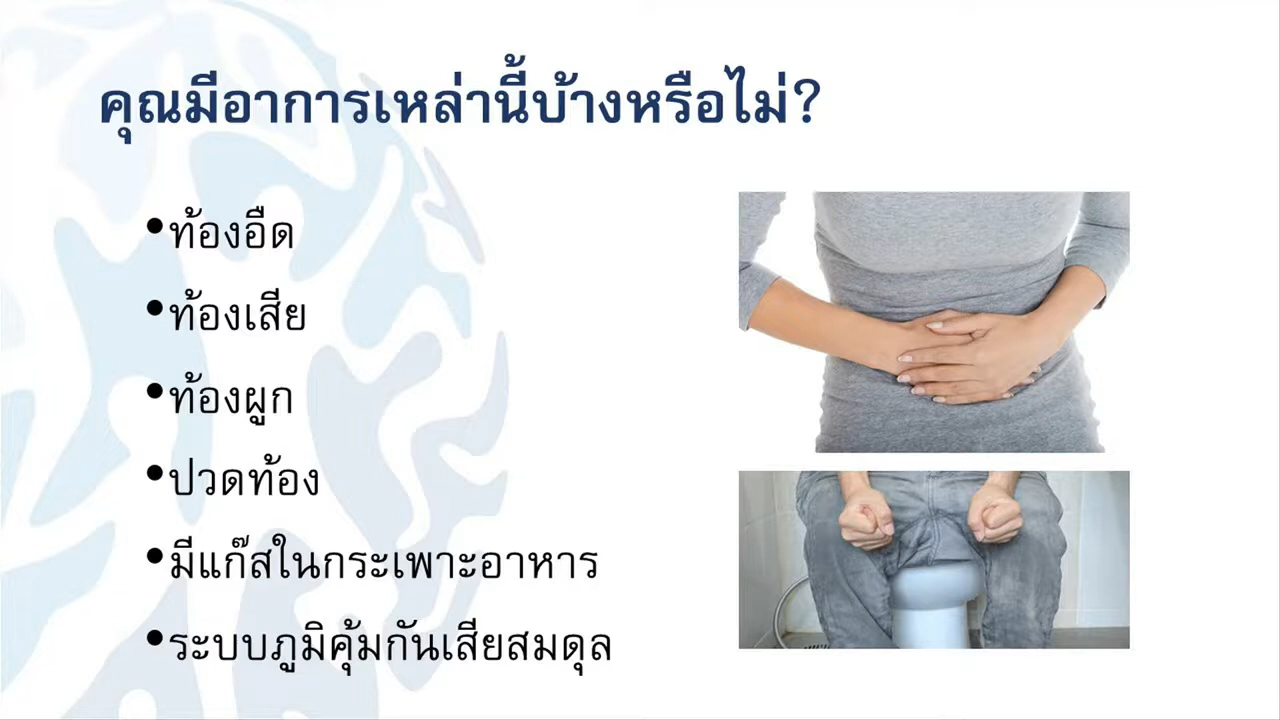 คุณมีอาการเหล่านี้บ้างหรือไม่?
•ท้องอืด
•ท้องเสีย
•ท้องผูก
•ปวดท้อง
•มีแก๊สในกระเพาะอาหาร
•ระบบภูมิคุ้มกันเสียสมดุล